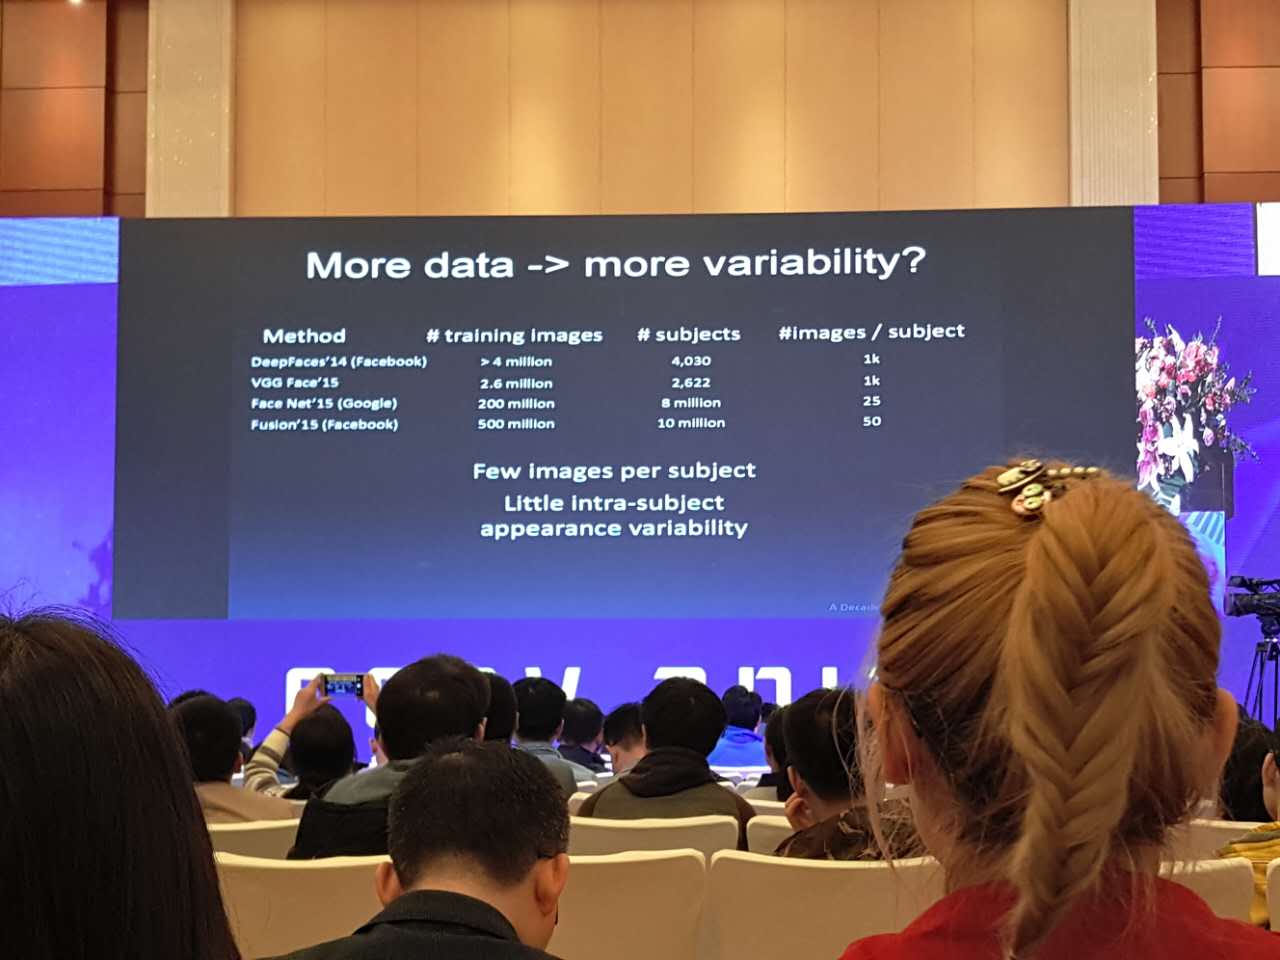 More data -> more variability?
Method # training images # subjects #images / subject
DeepFaces'14 (Facebook) > 4 million 4,030 1k
VGG Face'15 2.6 million 2,622 1k
Face Net'15 (Google) 200 million 8 million 25
Fusion'15 (Facebook) 500 million 10 million 50
Few images per subject
Little intra-subject
appearance variability
A Decade